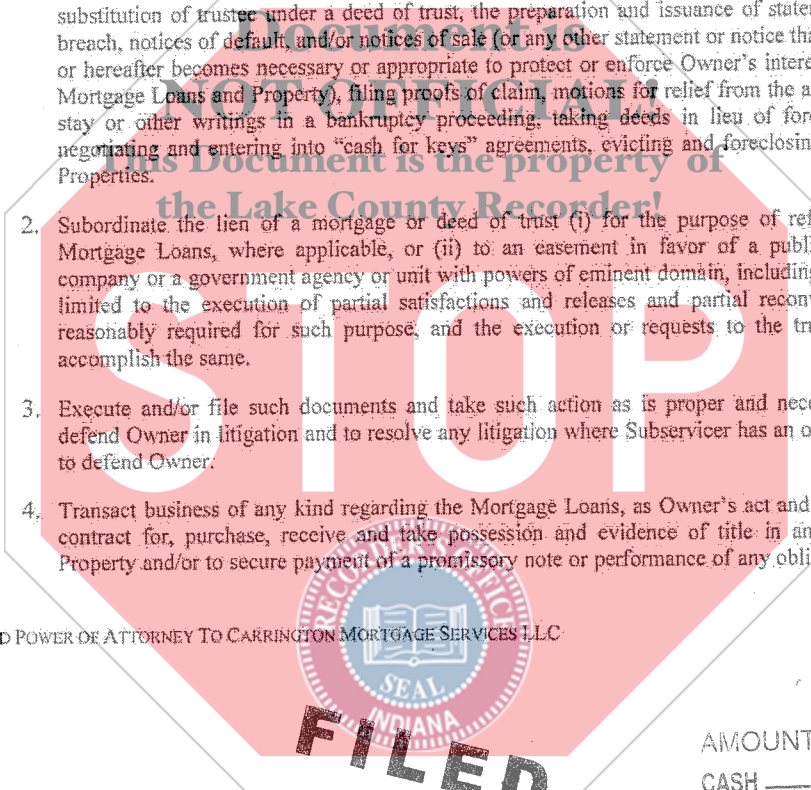 substitution of trustee under a deed of trust, the preparation and issuance of state
breach, notices of default, and/or notices of sale (or any other statement or notice tha
or hereafter becomes necessary or appropriate to protect or enforce Owner's intere
Mortgage Loans and Property), filing proofs of claim, motions for relief from the a
stay or other writings in a bankruptcy proceeding, taking deeds in lieu of for
negotiating and entering into "cash for keys" agreements, evicting and foreclosin
Properties.
Document is
NOT OFFICIAL!
This Document is the property of
the Lake County Recorder!
2. Subordinate the lien of a mortgage or deed of trust (i) for the purpose of ref
Mortgage Loans, where applicable, or (ii) to an easement in favor of a publi
company or a government agency or unit with powers of eminent domain, including
limited to the execution of partial satisfactions and releases and partial recon
reasonably required for such purpose, and the execution or requests to the tru
accomplish the same.
STOP
3. Execute and/or file such documents and take such action as is proper and nece
defend Owner in litigation and to resolve any litigation where Subservicer has an o
to defend Owner.
4. Transact business of any kind regarding the Mortgage Loans, as Owner's act and
contract for, purchase, receive and take possession and evidence of title in an
Property and/or to secure payment of a promissory note or performance of any obli
RECORDER'S OFFICE
SEAL
INDIANA
D POWER OF ATTORNEY TO CARRINGTON MORTGAGE SERVICES LLC
FILED
AMOUNT
CASH